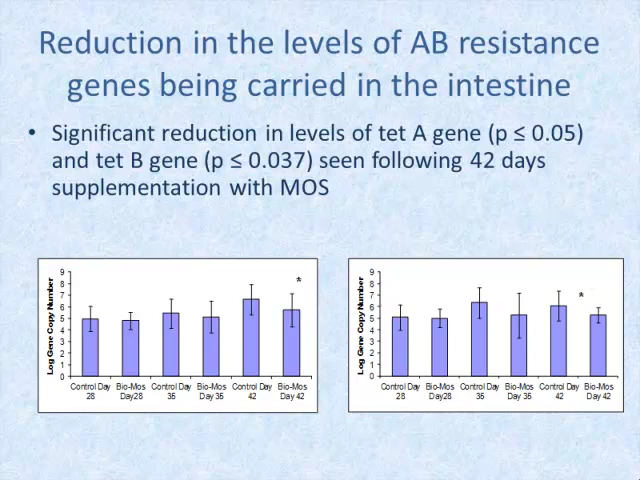 Reduction in the levels of AB resistance
genes being carried in the intestine
• Significant reduction in levels of tet A gene (p ≤ 0.05)
and tet B gene (p ≤ 0.037) seen following 42 days
supplementation with MOS
Log Gene Copy Number
9
8
7
6
5
4
3
2
1
0
*
Control Day
28
Bio-Mos
Day28
Control Day
35
Bio-Mos
Day 35
Control Day
42
Bio-Mos
Day 42
Log Gene Copy Number
9
8
7
6
5
4
3
2
1
0
*
Control Day
28
Bio-Mos
Day28
Control Day
35
Bio-Mos
Day 35
Control Day
42
Bio-Mos
Day 42